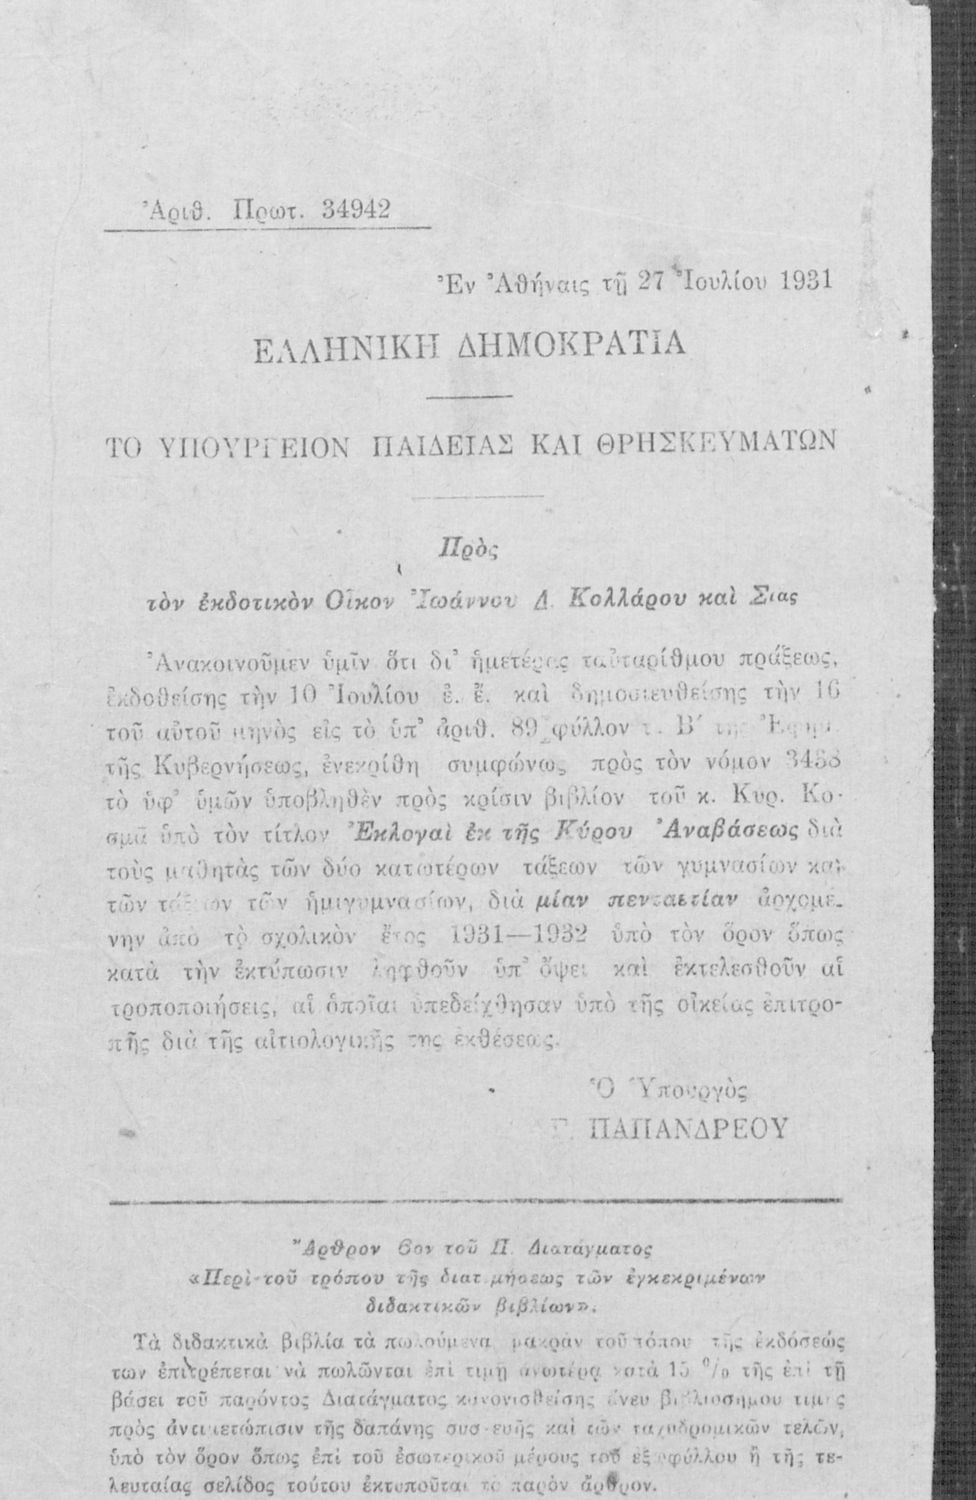 Ἀριθ. Πρωτ. 34942
Ἐν Ἀθήναις τῇ 27 Ἰουλίου 1931
ΕΛΛΗΝΙΚΗ ΔΗΜΟΚΡΑΤΙΑ
ΤΟ ΥΠΟΥΡΓΕΙΟΝ ΠΑΙΔΕΙΑΣ ΚΑΙ ΘΡΗΣΚΕΥΜΑΤΩΝ
Πρὸς
τὸν ἐκδοτικὸν Οἶκον Ἰωάννου Δ. Κολλάρου καὶ Σιας
Ἀνακοινοῦμεν ὑμῖν ὅτι δι' ἡμετέρας ταὐταρίθμου πράξεως,
ἐκδοθείσης τὴν 10 Ἰουλίου ἐ. ἔ. καὶ δημοσιευθείσης τὴν 16
τοῦ αὐτοῦ μηνὸς εἰς τὸ ὑπ' ἀριθ. 89 φύλλον τ. Β΄ τῆς Ἐφημ.
τῆς Κυβερνήσεως, ἐνεκρίθη συμφώνως πρὸς τὸν νόμον 3438
τὸ ὑφ' ὑμῶν ὑποβληθὲν πρὸς κρίσιν βιβλίον τοῦ κ. Κυρ. Κο-
σμᾶ ὑπὸ τὸν τίτλον Ἐκλογαὶ ἐκ τῆς Κύρου Ἀναβάσεως διὰ
τοὺς μαθητὰς τῶν δύο κατωτέρων τάξεων τῶν γυμνασίων καὶ
τῶν τάξεων τῶν ἡμιγυμνασίων, διὰ μίαν πενταετίαν ἀρχομέ-
νην ἀπὸ τὸ σχολικὸν ἔτος 1931—1932 ὑπὸ τὸν ὅρον ὅπως
κατὰ τὴν ἐκτύπωσιν ληφθοῦν ὑπ' ὄψει καὶ ἐκτελεσθοῦν αἱ
τροποποιήσεις, αἱ ὁποῖαι ὑπεδείχθησαν ὑπὸ τῆς οἰκείας ἐπιτρο-
πῆς διὰ τῆς αἰτιολογικῆς της ἐκθέσεως.
Ὁ Ὑπουργὸς
Γ. ΠΑΠΑΝΔΡΕΟΥ
Ἄρθρον 6ον τοῦ Π. Διατάγματος
«Περὶ τοῦ τρόπου τῆς διατιμήσεως τῶν ἐγκεκριμένων
διδακτικῶν βιβλίων».
Τὰ διδακτικὰ βιβλία τὰ πωλούμενα μακρὰν τοῦ τόπου τῆς ἐκδόσεώς
των ἐπιτρέπεται νὰ πωλῶνται ἐπὶ τιμῇ ἀνωτέρᾳ κατὰ 15 % τῆς ἐπὶ τῇ
βάσει τοῦ παρόντος Διατάγματος κανονισθείσης ἄνευ βιβλιοσήμου τιμῆς
πρὸς ἀντιμετώπισιν τῆς δαπάνης συσκευῆς καὶ τῶν ταχυδρομικῶν τελῶν,
ὑπὸ τὸν ὅρον ὅπως ἐπὶ τοῦ ἐσωτερικοῦ μέρους τοῦ ἐξωφύλλου ἢ τῆς τε-
λευταίας σελίδος τούτου ἐκτυποῦται τὸ παρὸν ἄρθρον.